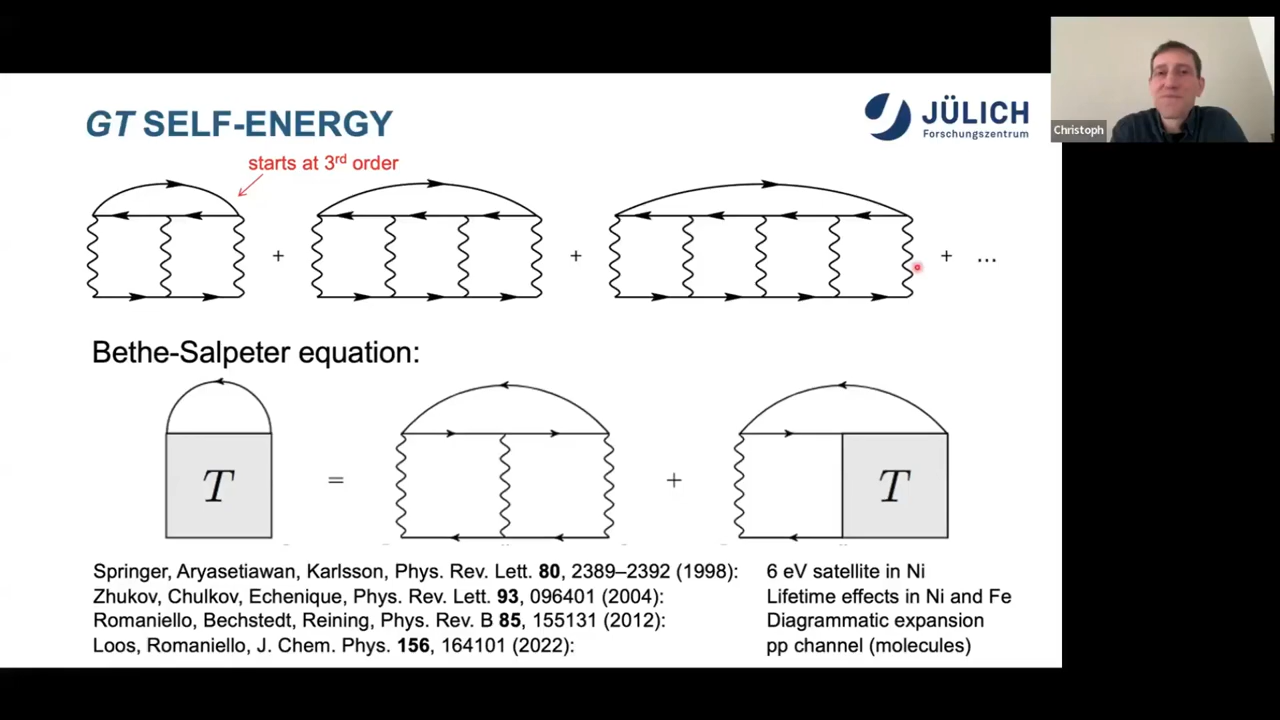 GT SELF-ENERGY
JÜLICH
Forschungszentrum
Christoph
starts at 3rd order
+ + + ...
Bethe-Salpeter equation:
T = + T
Springer, Aryasetiawan, Karlsson, Phys. Rev. Lett. 80, 2389–2392 (1998): 6 eV satellite in Ni
Zhukov, Chulkov, Echenique, Phys. Rev. Lett. 93, 096401 (2004): Lifetime effects in Ni and Fe
Romaniello, Bechstedt, Reining, Phys. Rev. B 85, 155131 (2012): Diagrammatic expansion
Loos, Romaniello, J. Chem. Phys. 156, 164101 (2022): pp channel (molecules)